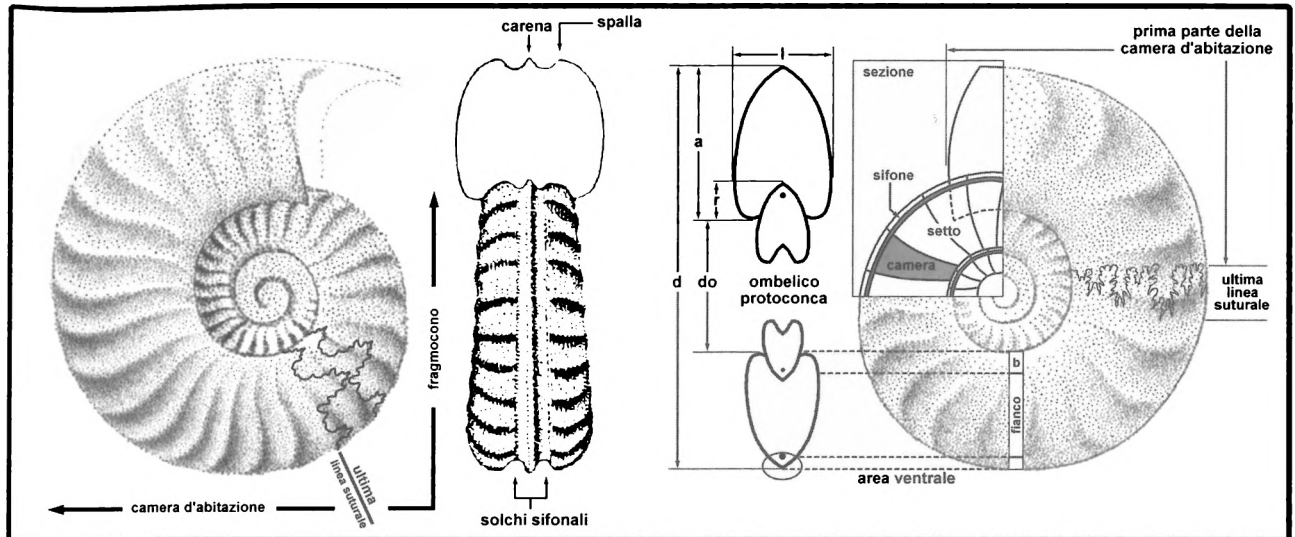 carena
spalla
fragmocono
ultima
linea suturale
camera d'abitazione
solchi sifonali
l
a
r
d
do
ombelico
protoconca
prima parte della
camera d'abitazione
sezione
sifone
setto
camera
ultima
linea
suturale
b
fianco
area ventrale